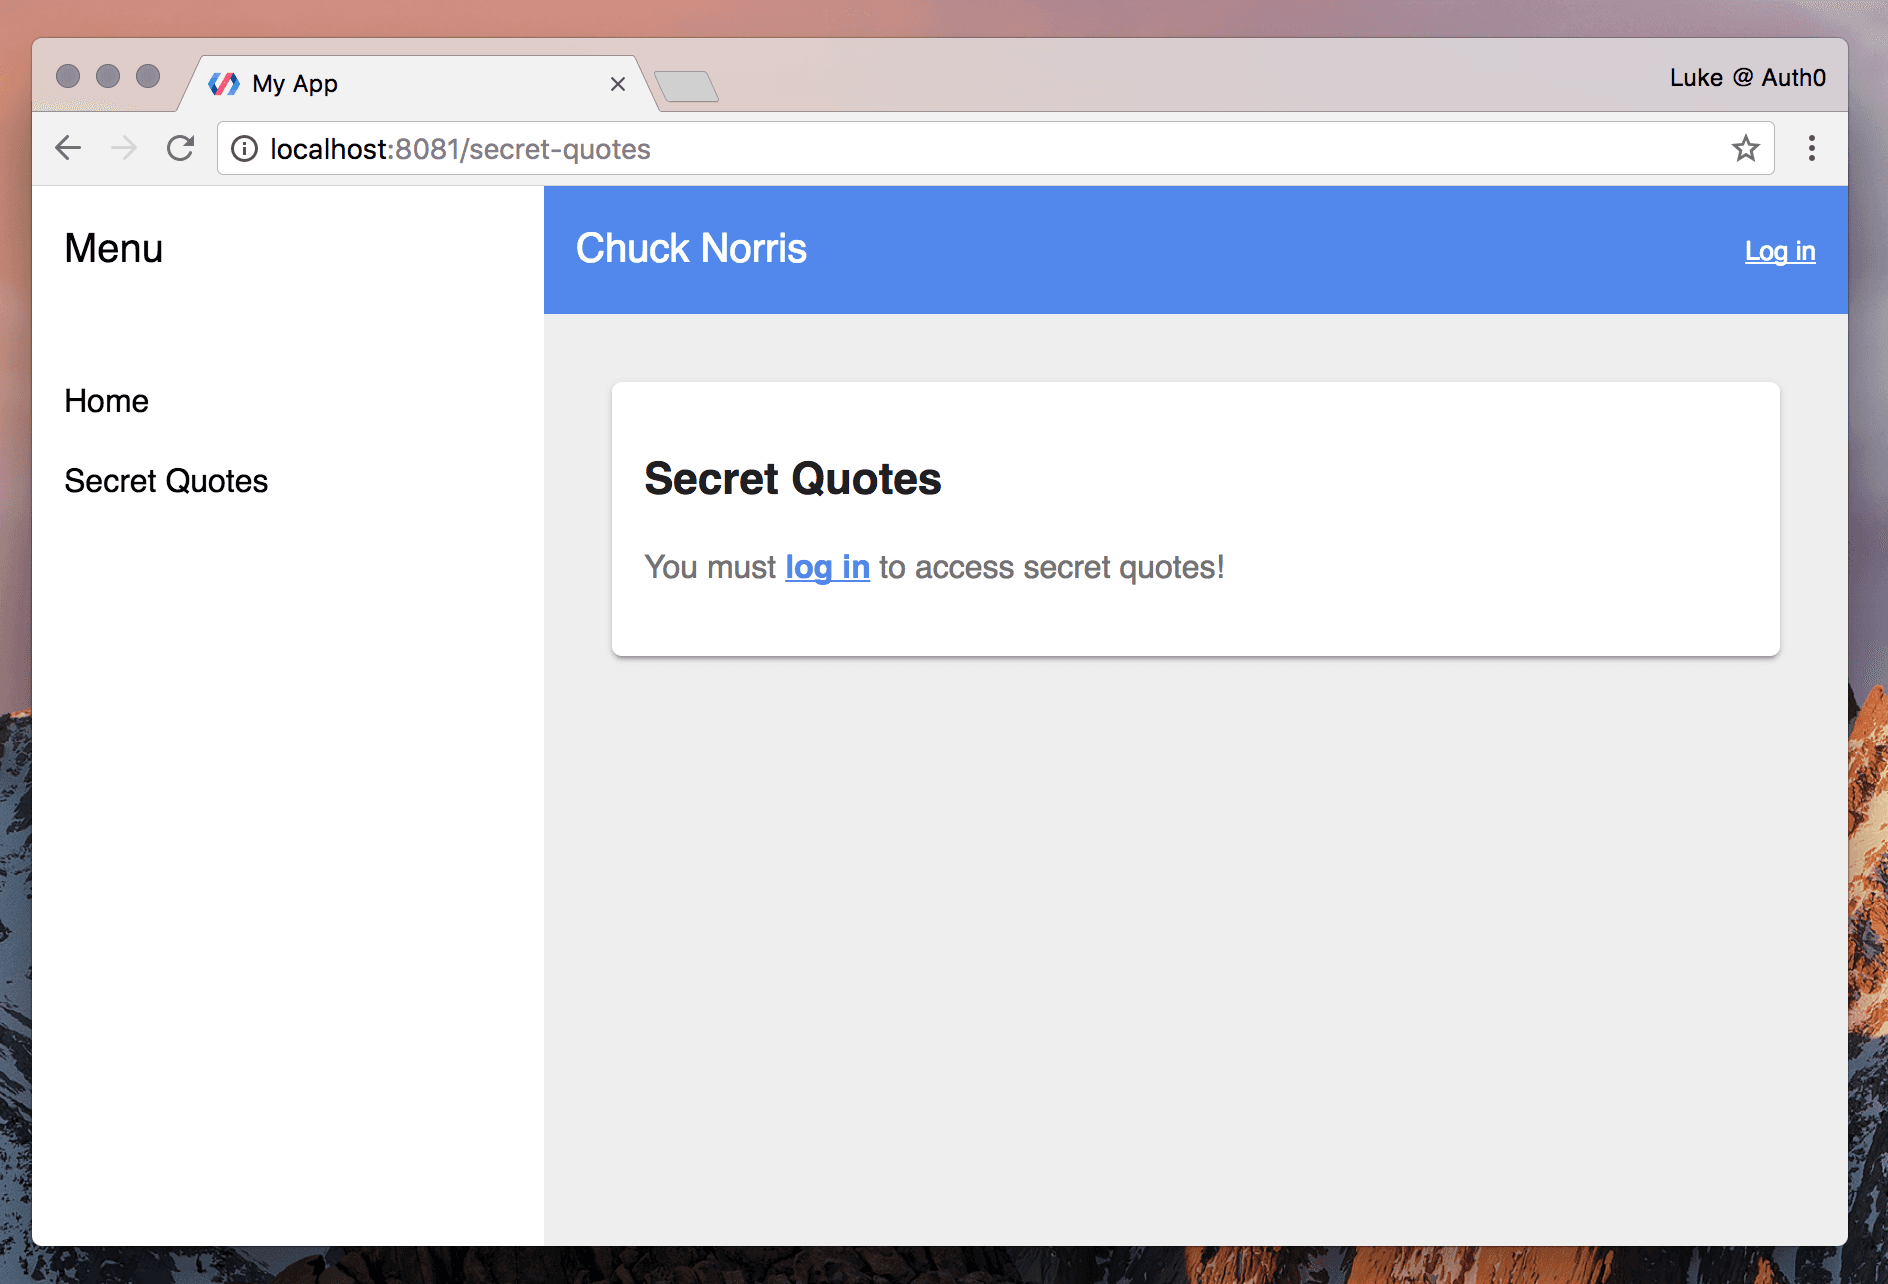 My App
Luke @ Auth0
localhost:8081/secret-quotes
Menu
Chuck Norris
Log in
Home
Secret Quotes
Secret Quotes
You must log in to access secret quotes!